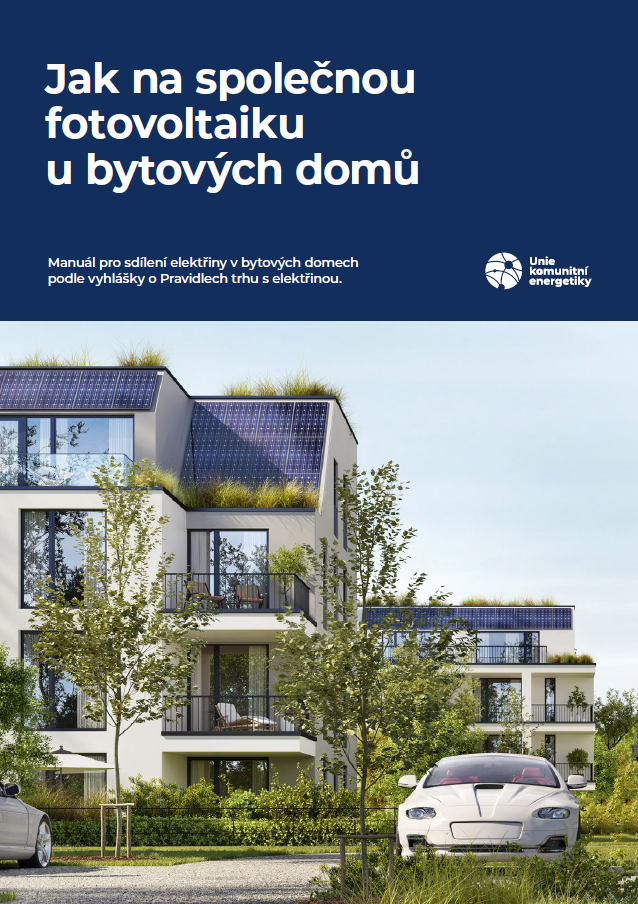 Jak na společnou
fotovoltaiku
u bytových domů
Manuál pro sdílení elektřiny v bytových domech
podle vyhlášky o Pravidlech trhu s elektřinou.
Unie
komunitní
energetiky